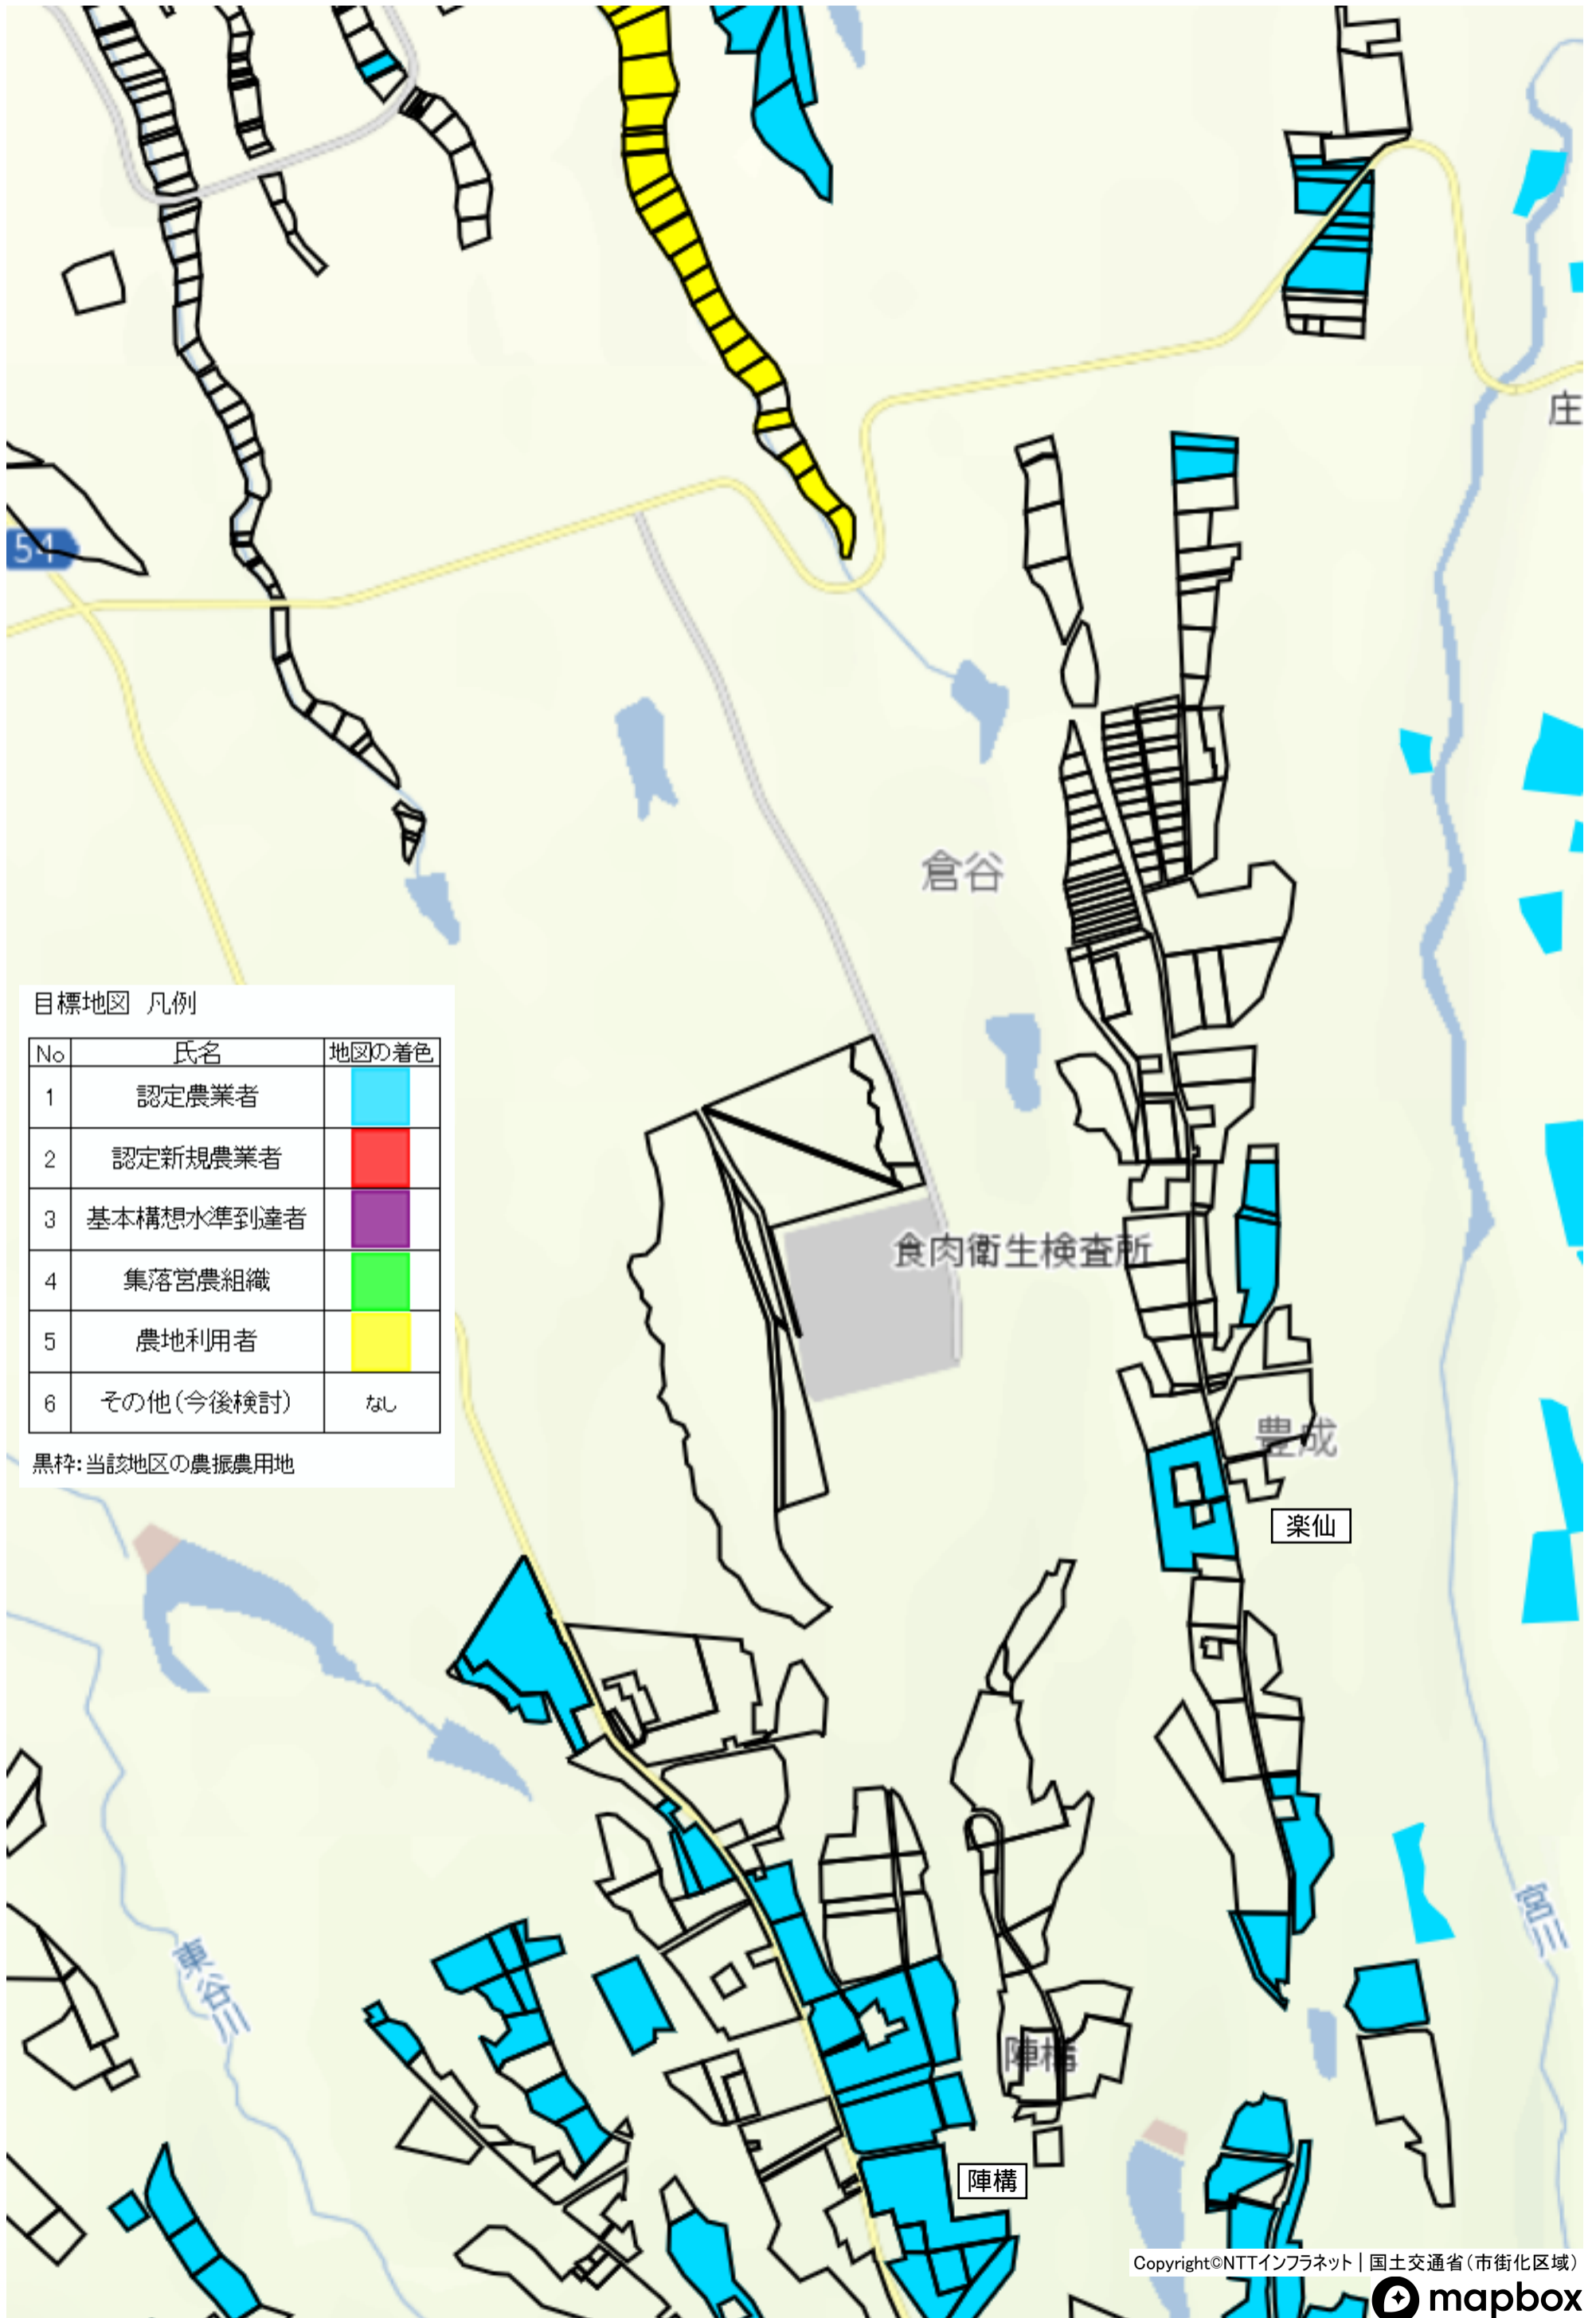 庄
54
倉谷
目標地図 凡例
No 氏名 地図の着色
1 認定農業者
2 認定新規農業者
3 基本構想水準到達者
4 集落営農組織
5 農地利用者
6 その他(今後検討) なし
黒枠:当該地区の農振農用地
食肉衛生検査所
豊成
楽仙
宮川
東谷川
陣構
陣構
Copyright©NTTインフラネット | 国土交通省(市街化区域)
mapbox